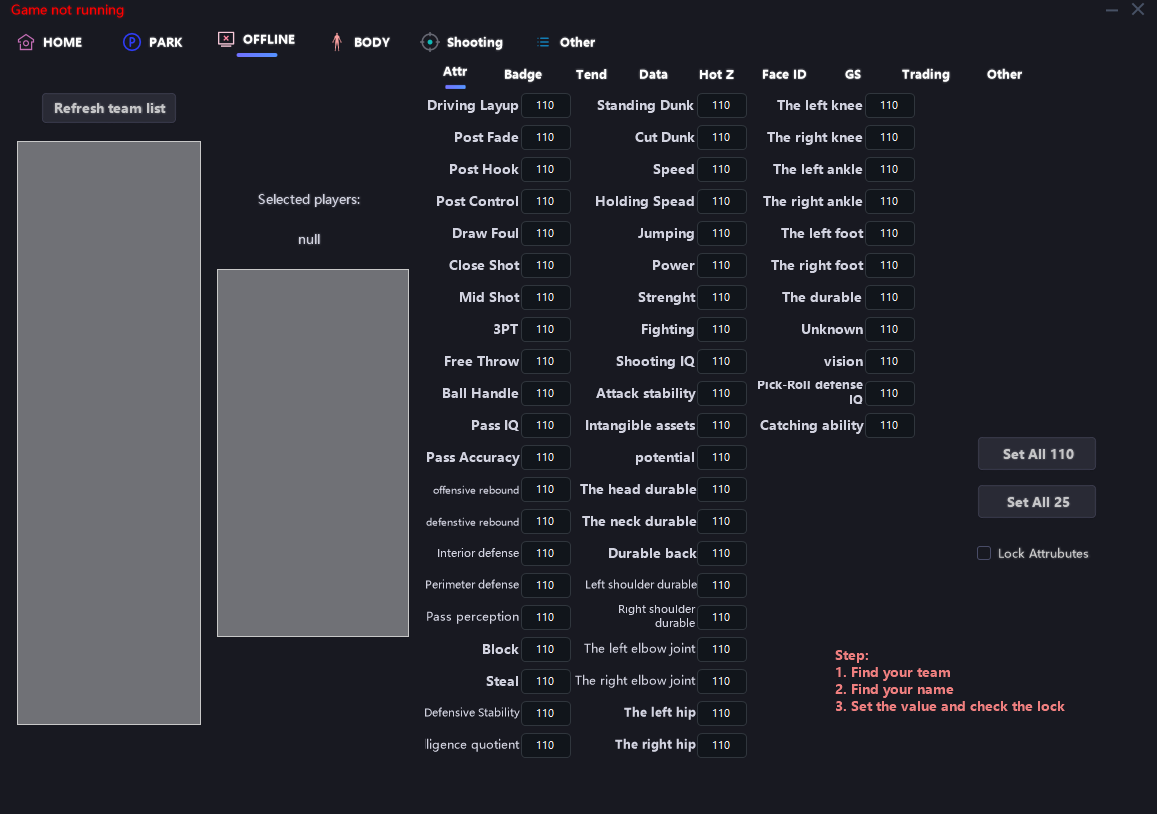 Game not running
HOME PARK OFFLINE BODY Shooting Other
Attr Badge Tend Data Hot Z Face ID GS Trading Other
Refresh team list
Selected players:
null
Driving Layup 110 Standing Dunk 110 The left knee 110
Post Fade 110 Cut Dunk 110 The right knee 110
Post Hook 110 Speed 110 The left ankle 110
Post Control 110 Holding Spead 110 The right ankle 110
Draw Foul 110 Jumping 110 The left foot 110
Close Shot 110 Power 110 The right foot 110
Mid Shot 110 Strenght 110 The durable 110
3PT 110 Fighting 110 Unknown 110
Free Throw 110 Shooting IQ 110 vision 110
Ball Handle 110 Attack stability 110 Pick-Roll defense IQ 110
Pass IQ 110 Intangible assets 110 Catching ability 110
Pass Accuracy 110 potential 110
offensive rebound 110 The head durable 110
defenstive rebound 110 The neck durable 110
Interior defense 110 Durable back 110
Perimeter defense 110 Left shoulder durable 110
Pass perception 110 Right shoulder durable 110
Block 110 The left elbow joint 110
Steal 110 The right elbow joint 110
Defensive Stability 110 The left hip 110
lligence quotient 110 The right hip 110
Set All 110
Set All 25
Lock Attrubutes
Step:
1. Find your team
2. Find your name
3. Set the value and check the lock